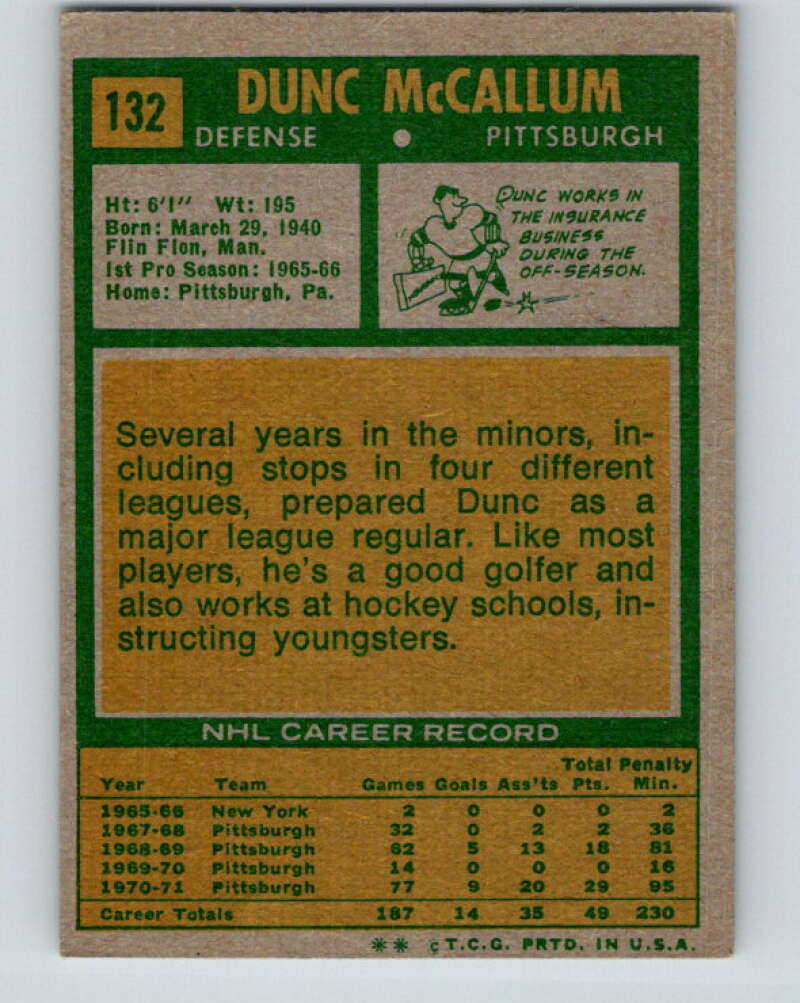 132
DUNC McCALLUM
DEFENSE • PITTSBURGH
Ht: 6'1" Wt: 195
Born: March 29, 1940
Flin Flon, Man.
1st Pro Season: 1965-66
Home: Pittsburgh, Pa.
DUNC WORKS IN
THE INSURANCE
BUSINESS
DURING THE
OFF-SEASON.
Several years in the minors, in-
cluding stops in four different
leagues, prepared Dunc as a
major league regular. Like most
players, he's a good golfer and
also works at hockey schools, in-
structing youngsters.
NHL CAREER RECORD
Total Penalty
Year Team Games Goals Ass'ts Pts. Min.
1965-66 New York 2 0 0 0 2
1967-68 Pittsburgh 32 0 2 2 36
1968-69 Pittsburgh 62 5 13 18 81
1969-70 Pittsburgh 14 0 0 0 16
1970-71 Pittsburgh 77 9 20 29 95
Career Totals 187 14 35 49 230
** © T.C.G. PRTD. IN U.S.A.